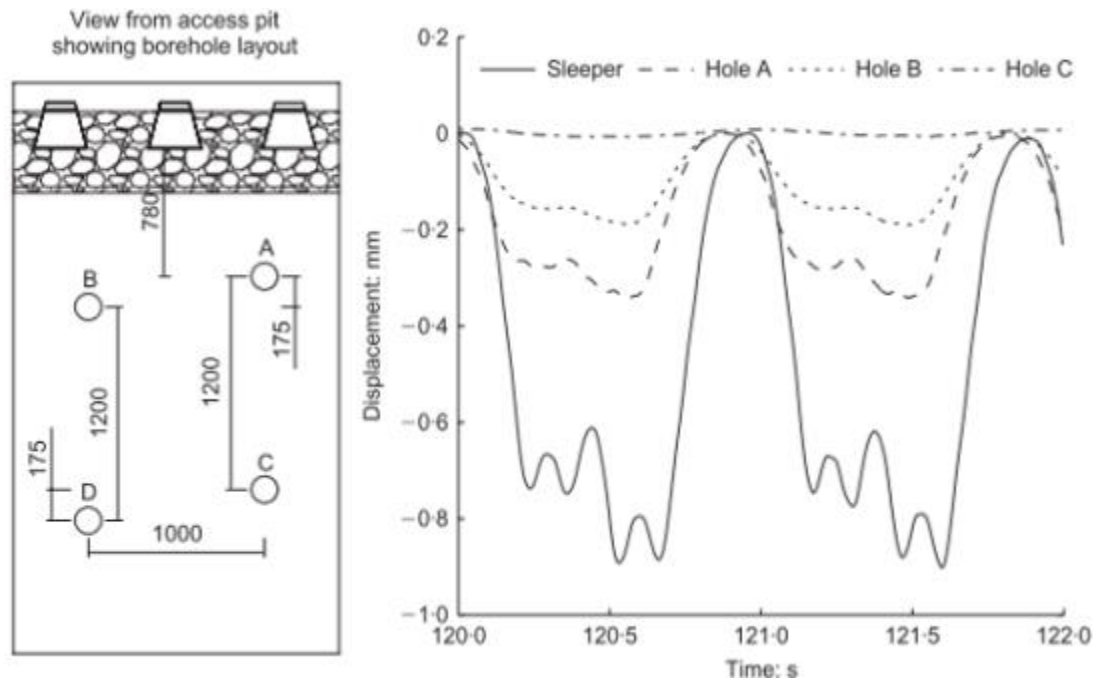 View from access pit
showing borehole layout
780
A
B
175
1200
1200
175
C
D
1000
0·2
0
−0·2
−0·4
−0·6
−0·8
−1·0
Displacement: mm
Sleeper Hole A Hole B Hole C
120·0 120·5 121·0 121·5 122·0
Time: s